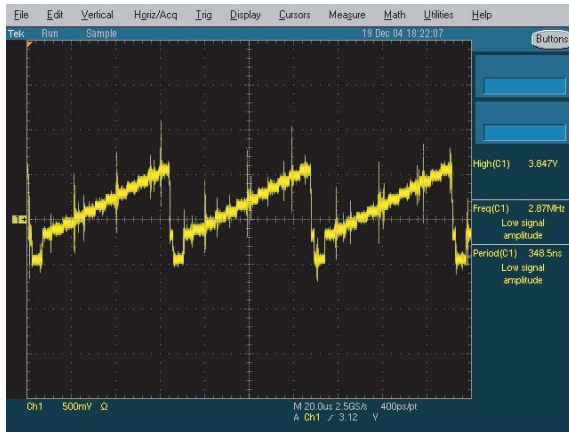 File Edit Vertical Horiz/Acq Trig Display Cursors Measure Math Utilities Help
Tek Run Sample 19 Dec 04 18:22:07 Buttons
High(C1) 3.847V
Freq(C1) 2.87MHz
Low signal
amplitude
Period(C1) 348.5ns
Low signal
amplitude
1
Ch1 500mV Ω M 20.0us 2.5GS/s 400ps/pt
A Ch1 / 3.12 V